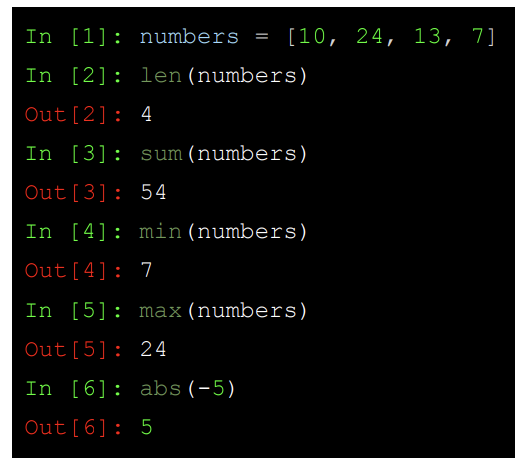 In [1]: numbers = [10, 24, 13, 7]
In [2]: len(numbers)
Out[2]: 4
In [3]: sum(numbers)
Out[3]: 54
In [4]: min(numbers)
Out[4]: 7
In [5]: max(numbers)
Out[5]: 24
In [6]: abs(-5)
Out[6]: 5